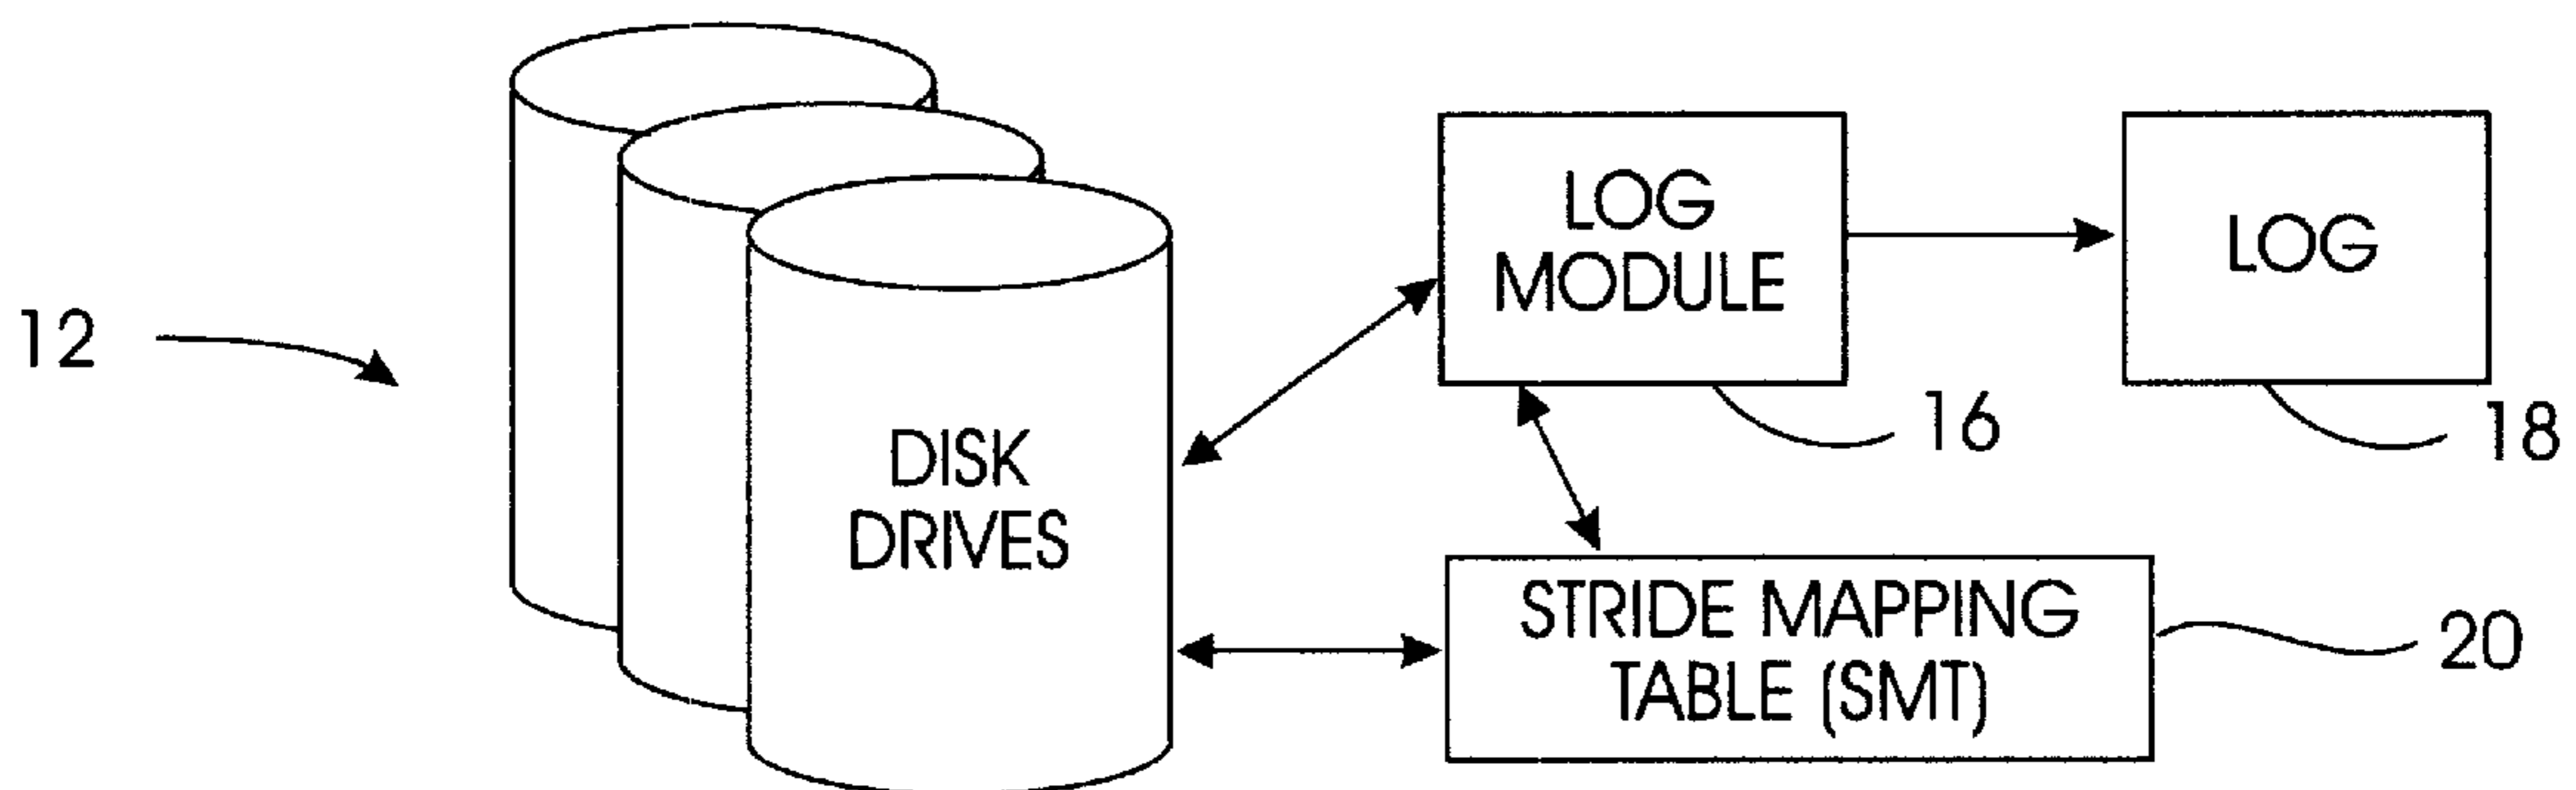 12
DISK
DRIVES
LOG
MODULE
16
LOG
18
STRIDE MAPPING
TABLE (SMT)
20